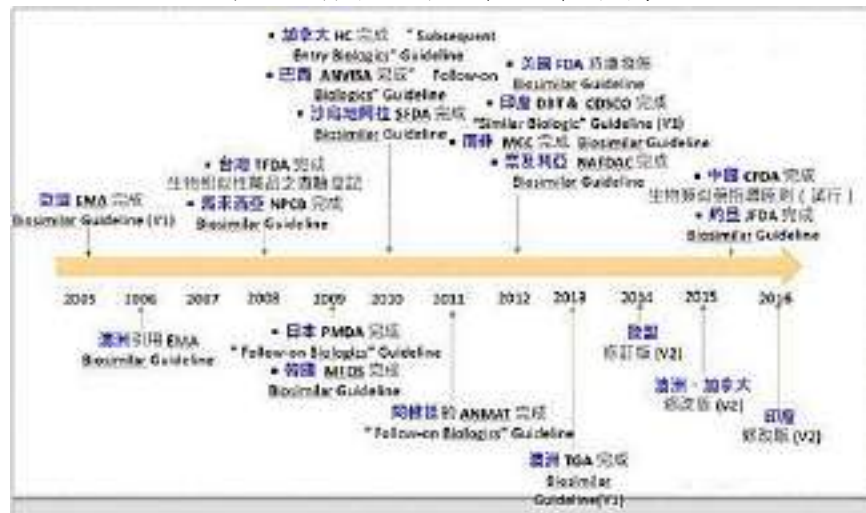 • 加拿大 HC 完成 " Subsequent
Entry Biologics" Guideline
• 巴西 ANVISA 完成" Follow-on
Biologics" Guideline
• 沙烏地阿拉 SFDA 完成
Biosimilar Guideline
• 美國 FDA
Biosimilar Guideline
• 印度 DBT & CDSCO 完成
"Similar Biologic" Guideline (V1)
• 南非 MCC 完成 Biosimilar Guideline
• 奈及利亞 NAFDAC 完成
Biosimilar Guideline
• 台灣 TFDA 完成
生物相似性藥品之查驗登記
• 馬來西亞 NPCB 完成
Biosimilar Guideline
歐盟 EMA 完成
Biosimilar Guideline (V1)
• 中國 CFDA 完成
生物類似藥指導原則 ( 試行 )
• 約旦 JFDA 完成
Biosimilar Guideline
2005 2006 2007 2008 2009 2010 2011 2012 2013 2014 2015 2016
澳洲引用 EMA
Biosimilar Guideline
• 日本 PMDA 完成
" Follow-on Biologics" Guideline
• 韓國 MFDS 完成
Biosimilar Guideline
阿根廷的 ANMAT 完成
" Follow-on Biologics" Guideline
澳洲 TGA 完成
Biosimilar
Guideline(V1)
歐盟
修訂版 (V2)
澳洲、加拿大
修改版 (V2)
印度
修改版 (V2)